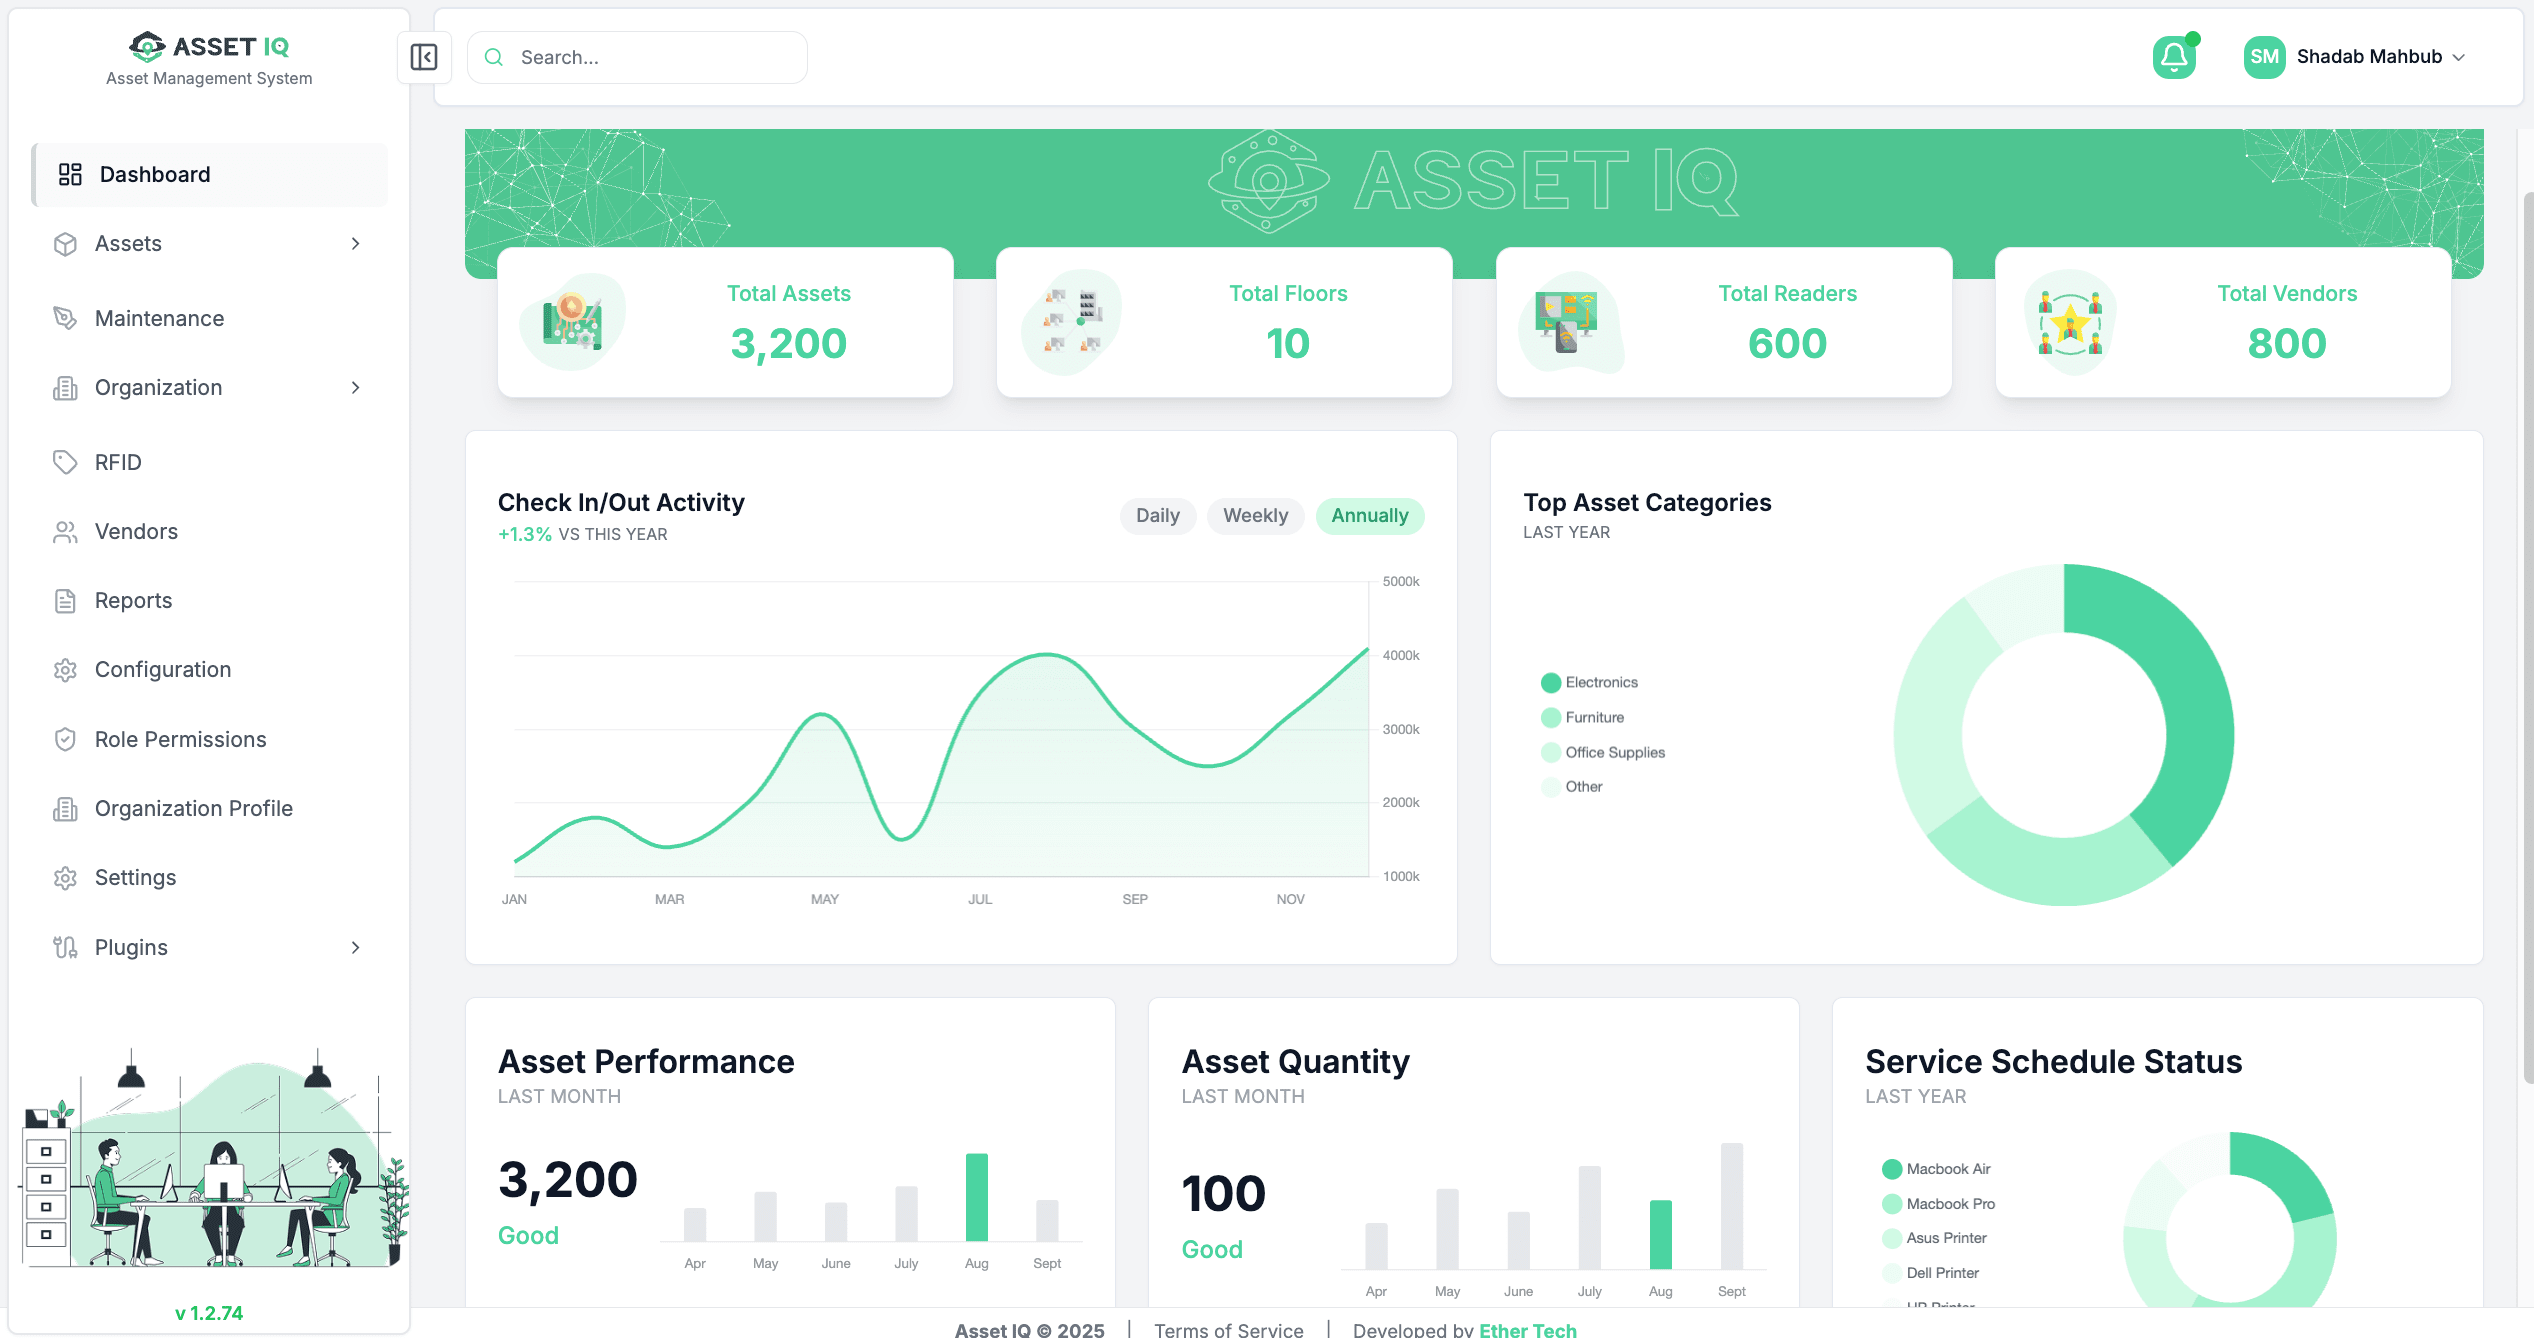 ASSET IQ
Asset Management System
Dashboard
Assets
Maintenance
Organization
RFID
Vendors
Reports
Configuration
Role Permissions
Organization Profile
Settings
Plugins
v 1.2.74
Search...
SM Shadab Mahbub
ASSET IQ
Total Assets
3,200
Total Floors
10
Total Readers
600
Total Vendors
800
Check In/Out Activity
+1.3% VS THIS YEAR
Daily Weekly Annually
5000k
4000k
3000k
2000k
1000k
JAN MAR MAY JUL SEP NOV
Top Asset Categories
LAST YEAR
Electronics
Furniture
Office Supplies
Other
Asset Performance
LAST MONTH
3,200
Good
Apr May June July Aug Sept
Asset Quantity
LAST MONTH
100
Good
Apr May June July Aug Sept
Service Schedule Status
LAST YEAR
Macbook Air
Macbook Pro
Asus Printer
Dell Printer
HP Printer
Asset IQ © 2025 | Terms of Service | Developed by Ether Tech